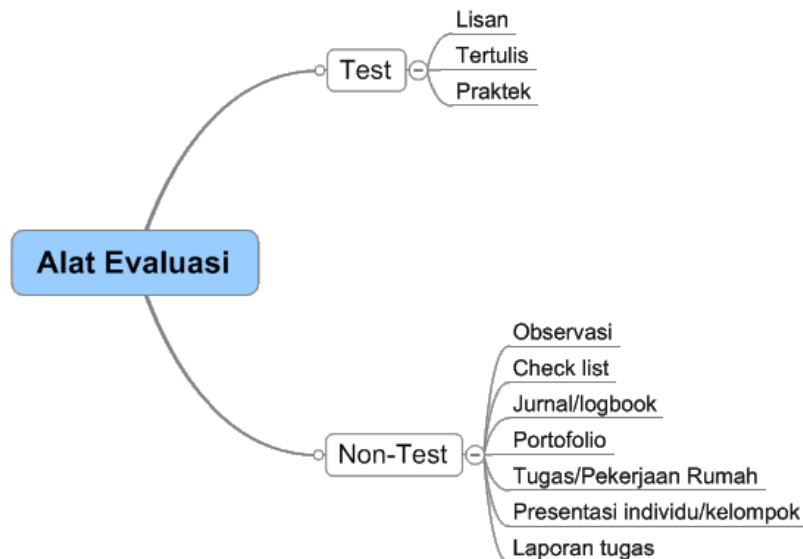 Lisan
Test
Tertulis
Praktek
Alat Evaluasi
Observasi
Check list
Jurnal/logbook
Portofolio
Non-Test
Tugas/Pekerjaan Rumah
Presentasi individu/kelompok
Laporan tugas